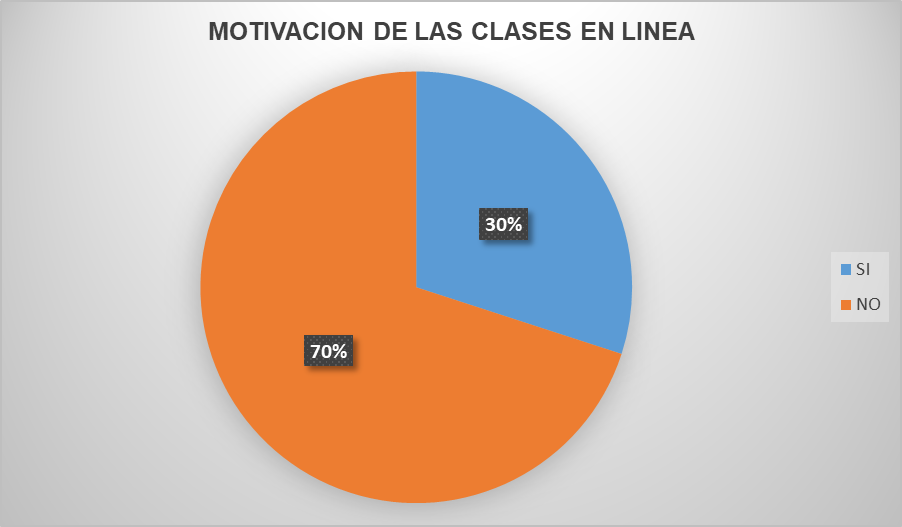 MOTIVACION DE LAS CLASES EN LINEA
30%
70%
SI
NO